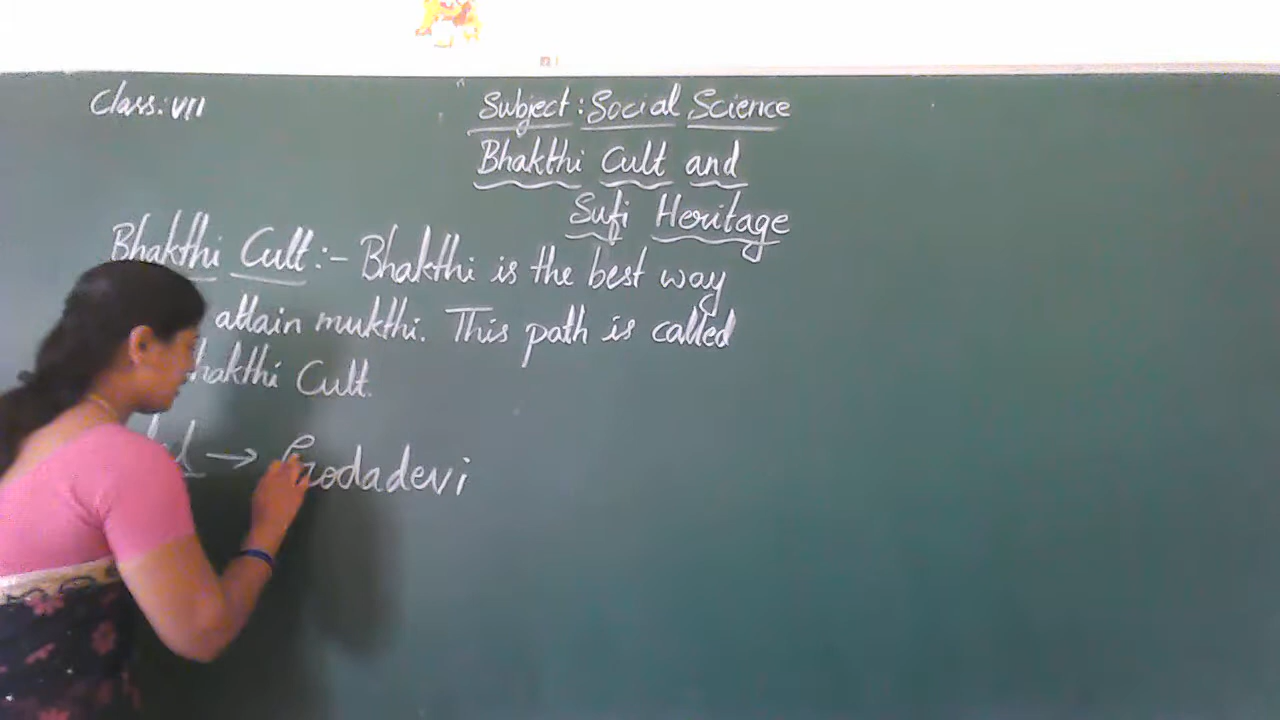 Class: VII
Subject: Social Science
Bhakthi Cult and
Sufi Heritage
Bhakthi Cult:- Bhakthi is the best way
attain mukthi. This path is called
hakthi Cult.
→ Godadevi